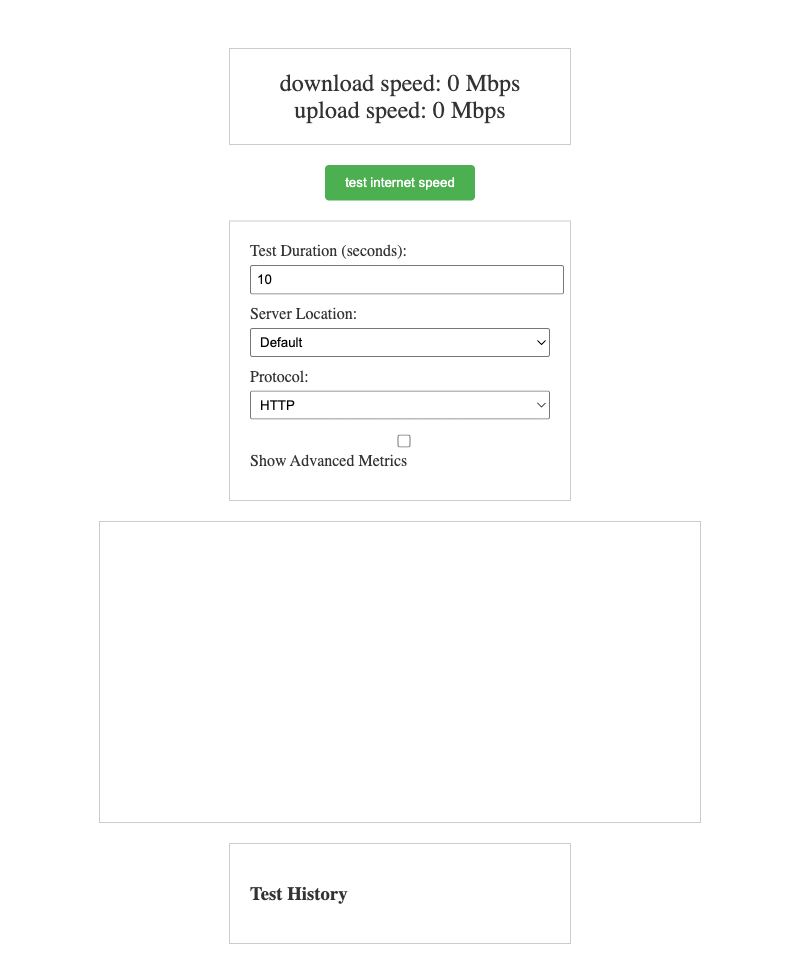 download speed: 0 Mbps
upload speed: 0 Mbps
test internet speed
Test Duration (seconds):
10
Server Location:
Default
Protocol:
HTTP
Show Advanced Metrics
Test History